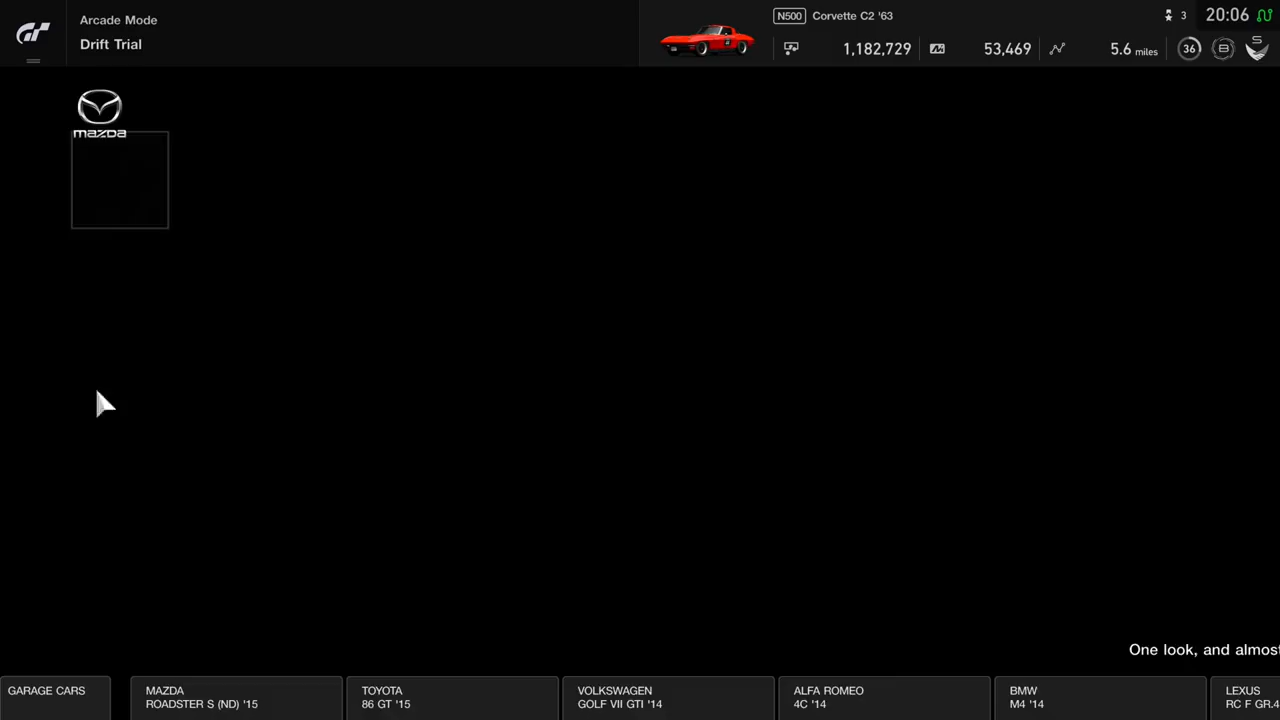 Arcade Mode
Drift Trial
N500 Corvette C2 '63
3 20:06
1,182,729 53,469 5.6 miles 36 B S
mazda
One look, and almost
GARAGE CARS
MAZDA
ROADSTER S (ND) '15
TOYOTA
86 GT '15
VOLKSWAGEN
GOLF VII GTI '14
ALFA ROMEO
4C '14
BMW
M4 '14
LEXUS
RC F GR.4